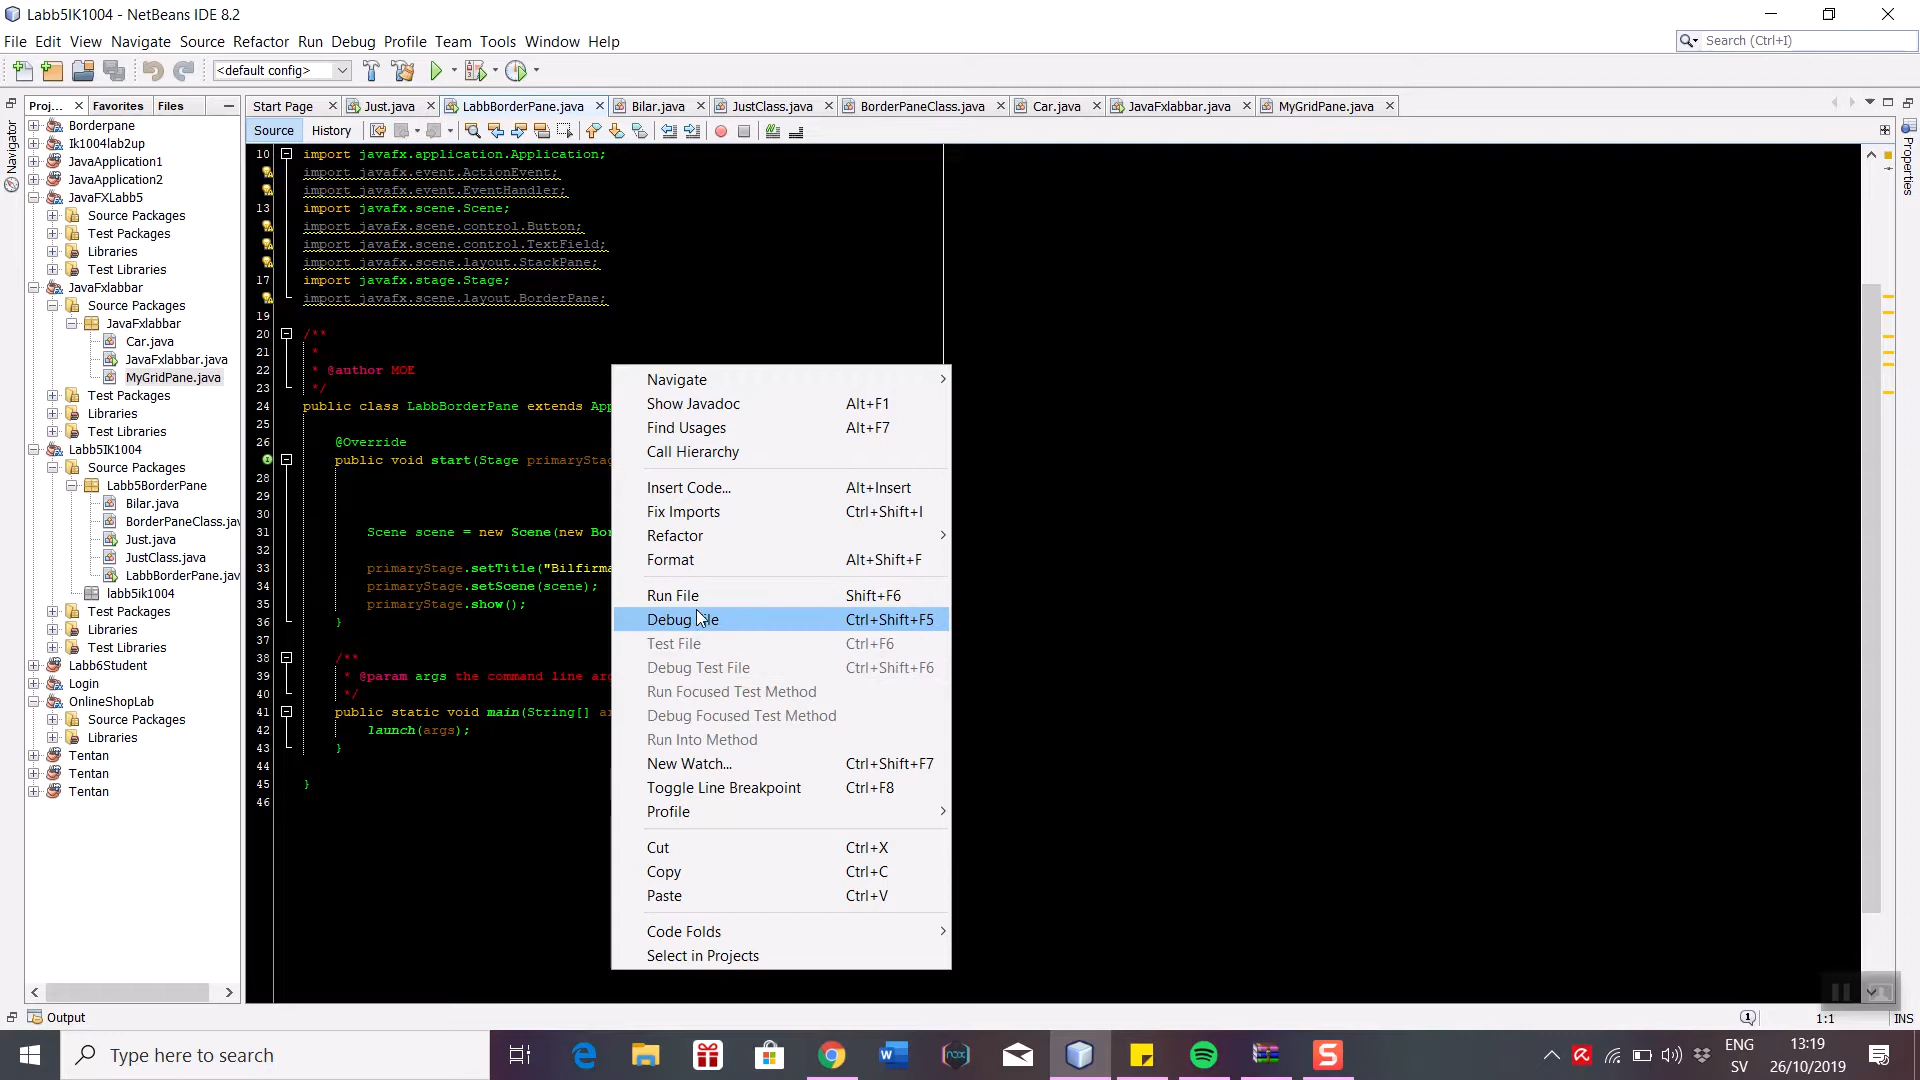 Labb5IK1004 - NetBeans IDE 8.2
File Edit View Navigate Source Refactor Run Debug Profile Team Tools Window Help
Search (Ctrl+I)
<default config>
Proj... Favorites Files
Start Page Just.java LabbBorderPane.java Bilar.java JustClass.java BorderPaneClass.java Car.java JavaFxlabbar.java MyGridPane.java
Source History
Navigator
Properties
Borderpane
Ik1004lab2up
JavaApplication1
JavaApplication2
JavaFXLabb5
Source Packages
Test Packages
Libraries
Test Libraries
JavaFxlabbar
Source Packages
JavaFxlabbar
Car.java
JavaFxlabbar.java
MyGridPane.java
Test Packages
Libraries
Test Libraries
Labb5IK1004
Source Packages
Labb5BorderPane
Bilar.java
BorderPaneClass.jav
Just.java
JustClass.java
LabbBorderPane.jav
labb5ik1004
Test Packages
Libraries
Test Libraries
Labb6Student
Login
OnlineShopLab
Source Packages
Libraries
Tentan
Tentan
Tentan
10 import javafx.application.Application;
import javafx.event.ActionEvent;
import javafx.event.EventHandler;
13 import javafx.scene.Scene;
import javafx.scene.control.Button;
import javafx.scene.control.TextField;
import javafx.scene.layout.StackPane;
17 import javafx.stage.Stage;
import javafx.scene.layout.BorderPane;
19
20 /**
21 *
22 * @author MOE
23 */
24 public class LabbBorderPane extends App
25
26 @Override
public void start(Stage primaryStag
28
29
30
31 Scene scene = new Scene(new Bor
32
33 primaryStage.setTitle("Bilfirma
34 primaryStage.setScene(scene);
35 primaryStage.show();
36 }
37
38 /**
39 * @param args the command line arg
40 */
41 public static void main(String[] ar
42 launch(args);
43 }
44
45 }
46
Navigate
Show Javadoc Alt+F1
Find Usages Alt+F7
Call Hierarchy
Insert Code... Alt+Insert
Fix Imports Ctrl+Shift+I
Refactor
Format Alt+Shift+F
Run File Shift+F6
Debug File Ctrl+Shift+F5
Test File Ctrl+F6
Debug Test File Ctrl+Shift+F6
Run Focused Test Method
Debug Focused Test Method
Run Into Method
New Watch... Ctrl+Shift+F7
Toggle Line Breakpoint Ctrl+F8
Profile
Cut Ctrl+X
Copy Ctrl+C
Paste Ctrl+V
Code Folds
Select in Projects
Output
1 1:1 INS
Type here to search
ENG
SV
13:19
26/10/2019